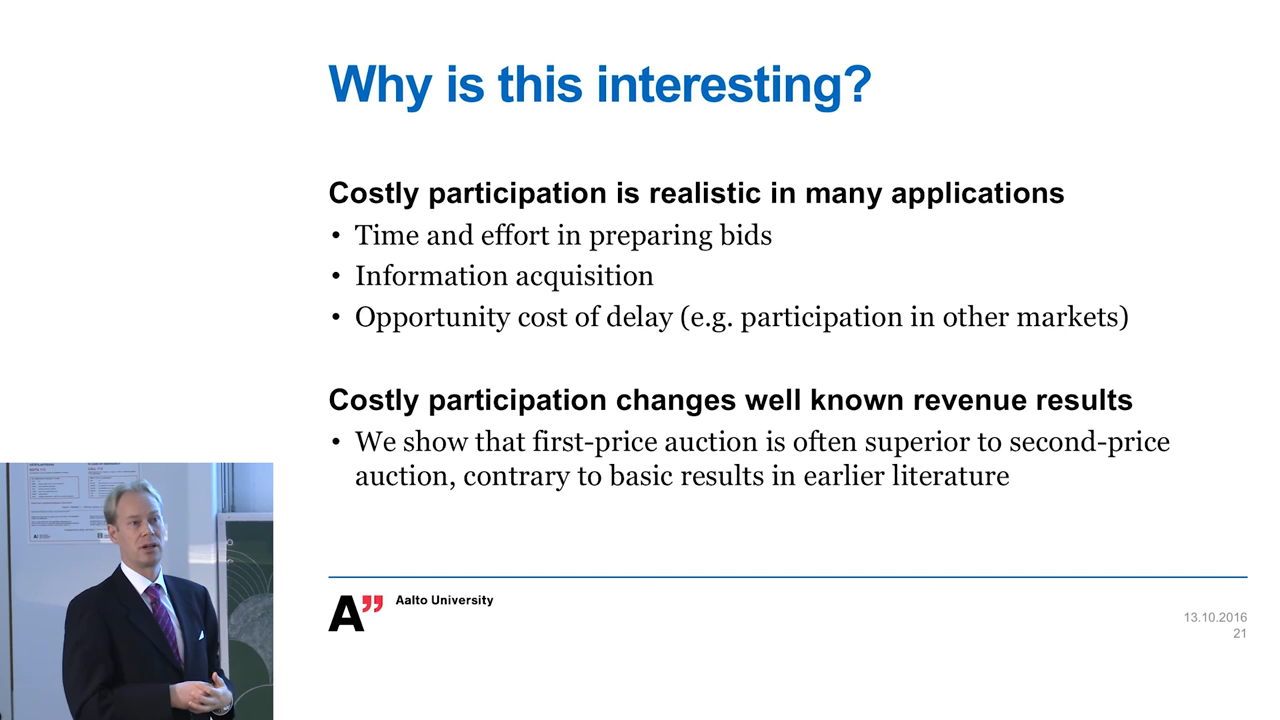 Why is this interesting?
Costly participation is realistic in many applications
• Time and effort in preparing bids
• Information acquisition
• Opportunity cost of delay (e.g. participation in other markets)
Costly participation changes well known revenue results
• We show that first-price auction is often superior to second-price
auction, contrary to basic results in earlier literature
A”
Aalto University
13.10.2016
21